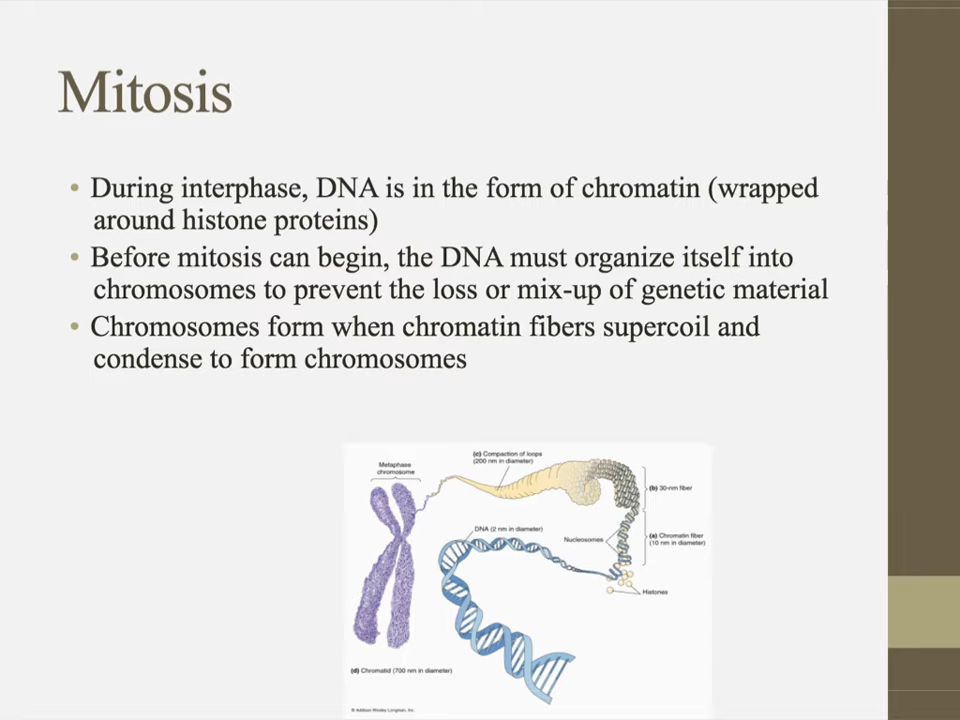 Mitosis
• During interphase, DNA is in the form of chromatin (wrapped
around histone proteins)
• Before mitosis can begin, the DNA must organize itself into
chromosomes to prevent the loss or mix-up of genetic material
• Chromosomes form when chromatin fibers supercoil and
condense to form chromosomes
(c) Compaction of loops
(200 nm in diameter)
Metaphase
chromosome
(b) 30-nm fiber
DNA (2 nm in diameter)
Nucleosomes
(a) Chromatin fiber
(10 nm in diameter)
Histones
(d) Chromatid (700 nm in diameter)
© Addison Wesley Longman, Inc.